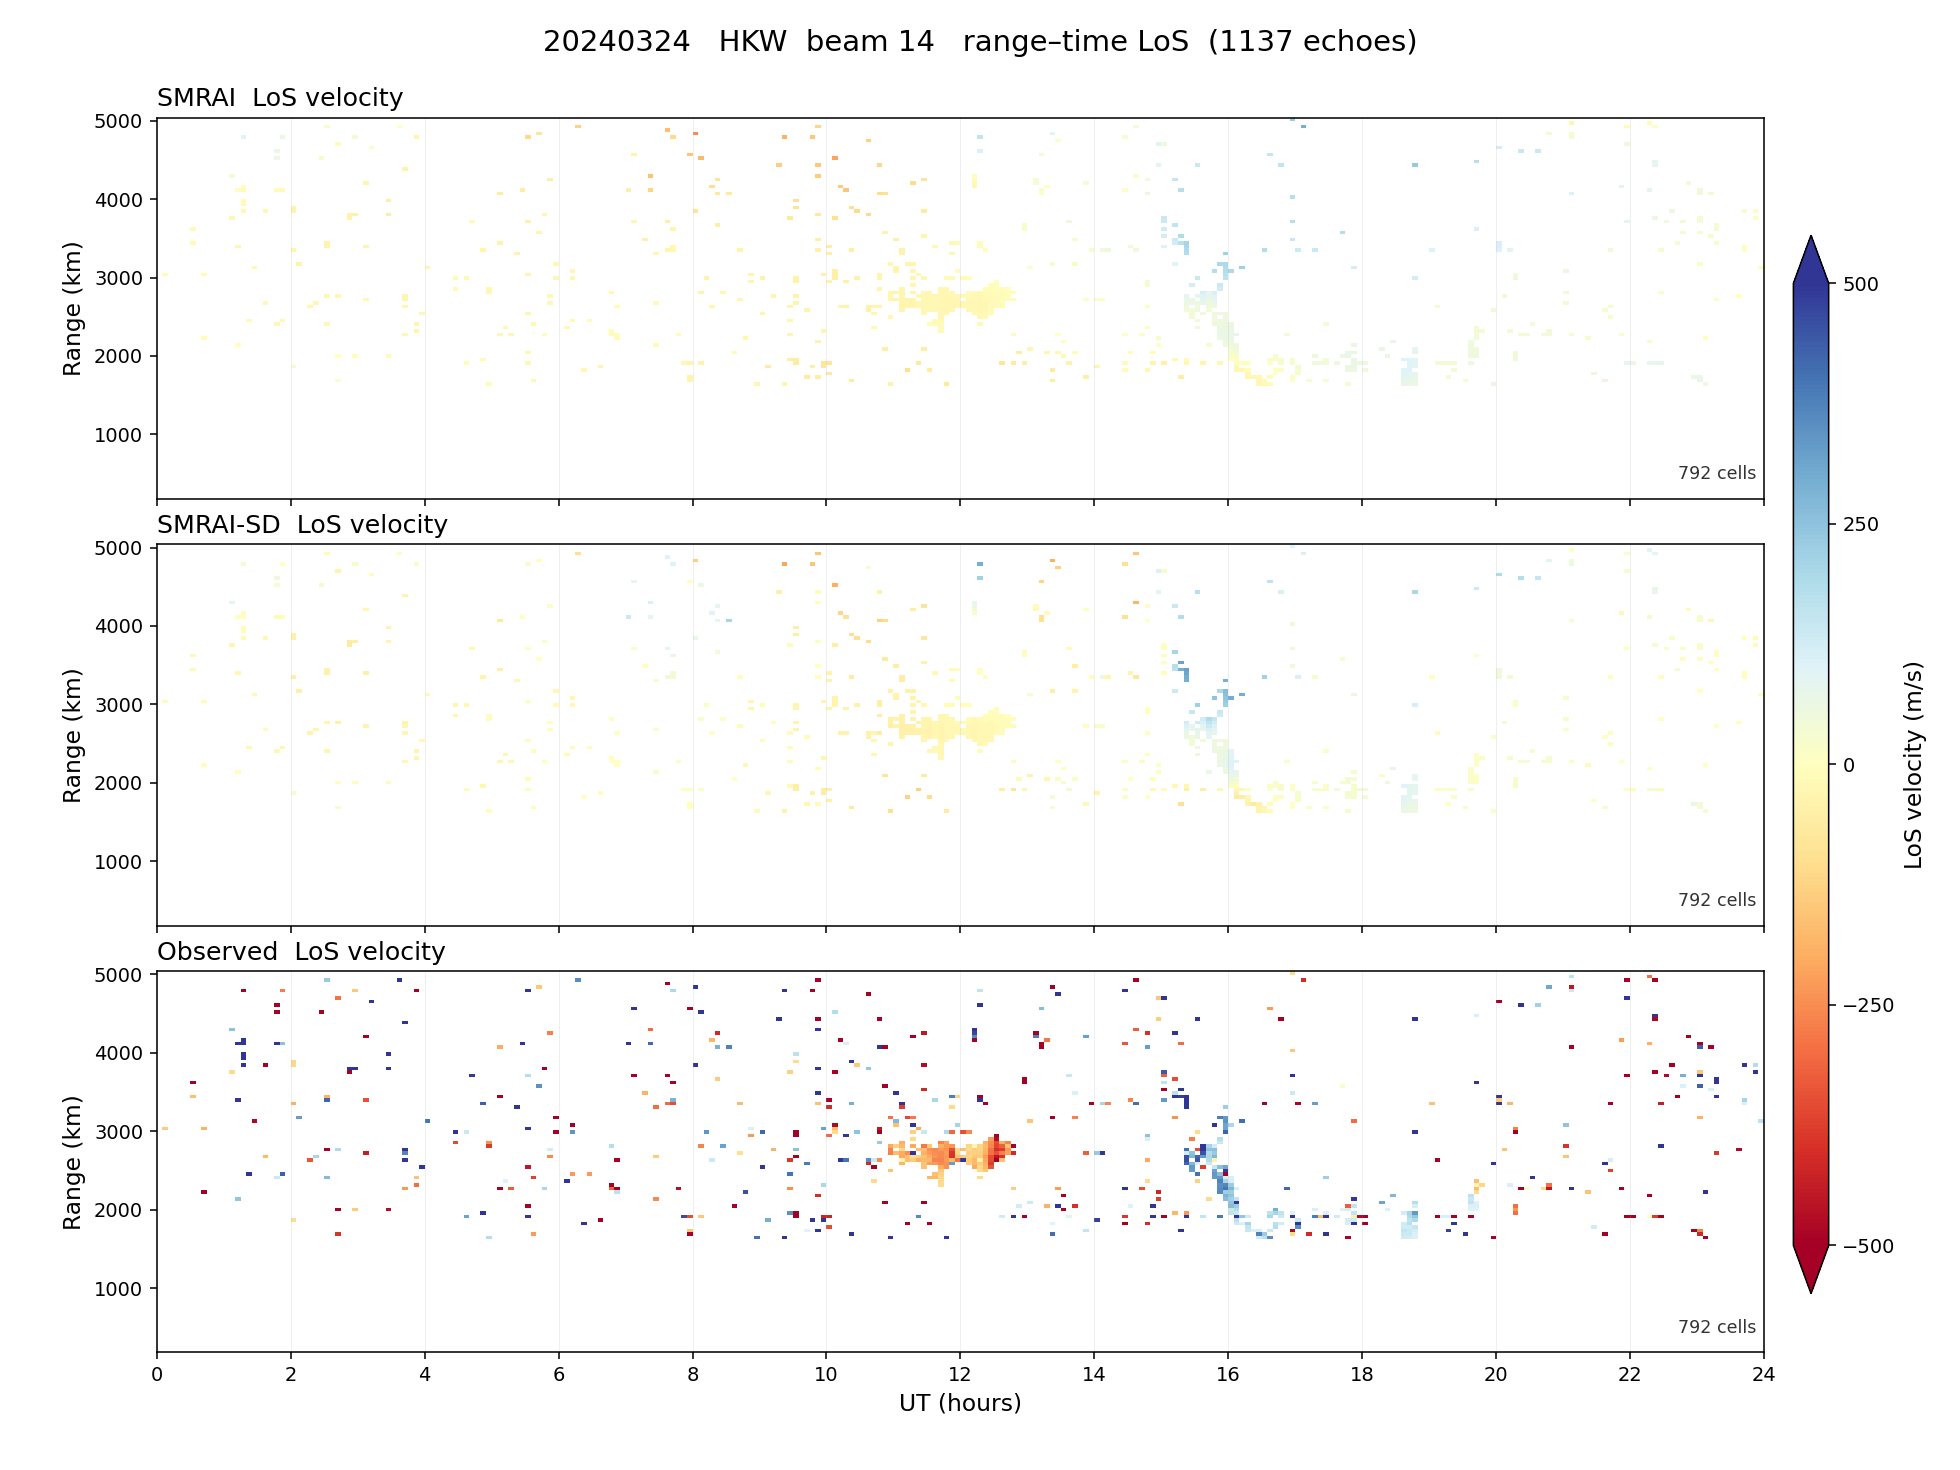 20240324   HKW  beam 14   range–time LoS  (1137 echoes)
SMRAI  LoS velocity
5000
4000
3000
2000
1000
Range (km)
792 cells
SMRAI-SD  LoS velocity
5000
4000
3000
2000
1000
Range (km)
792 cells
Observed  LoS velocity
5000
4000
3000
2000
1000
Range (km)
792 cells
0 2 4 6 8 10 12 14 16 18 20 22 24
UT (hours)
500
250
0
−250
−500
LoS velocity (m/s)